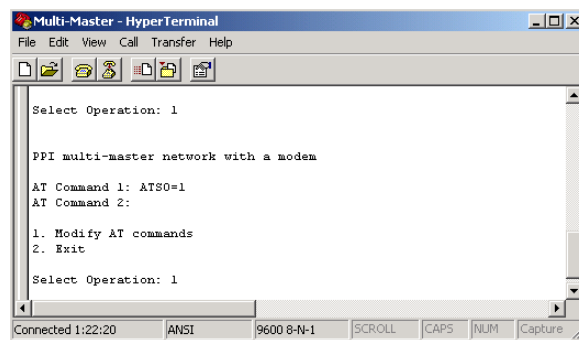 Multi-Master - HyperTerminal
File Edit View Call Transfer Help
Select Operation: 1
PPI multi-master network with a modem
AT Command 1: ATS0=1
AT Command 2:
1. Modify AT commands
2. Exit
Select Operation: 1
Connected 1:22:20 ANSI 9600 8-N-1 SCROLL CAPS NUM Capture